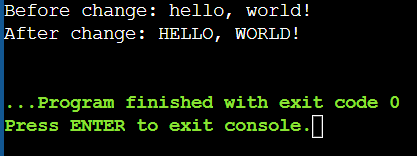 Before change: hello, world!
After change: HELLO, WORLD!
...Program finished with exit code 0
Press ENTER to exit console.